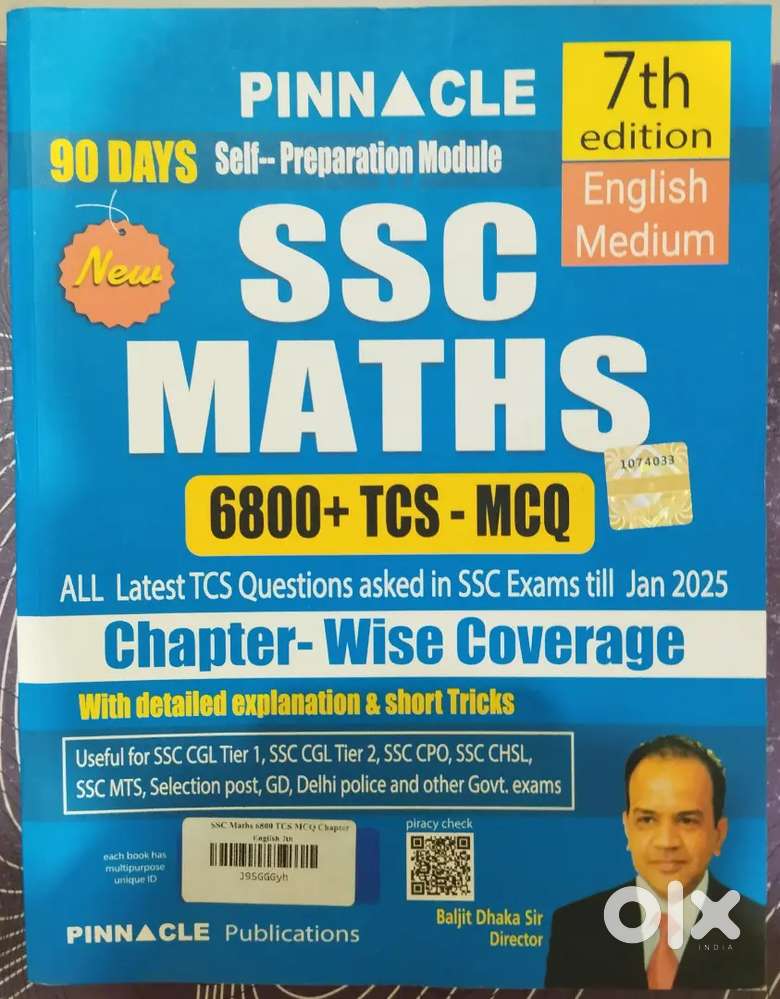 PINNACLE
7th
edition
English
Medium
90 DAYS Self-- Preparation Module
New
SSC
MATHS
1074033
6800+ TCS - MCQ
ALL Latest TCS Questions asked in SSC Exams till Jan 2025
Chapter- Wise Coverage
With detailed explanation & short Tricks
Useful for SSC CGL Tier 1, SSC CGL Tier 2, SSC CPO, SSC CHSL,
SSC MTS, Selection post, GD, Delhi police and other Govt. exams
SSC Maths 6800 TCS MCQ Chapter
English 7th
J9SGGGyh
each book has
multipurpose
unique ID
piracy check
Baljit Dhaka Sir
Director
PINNACLE Publications
olx
INDIA